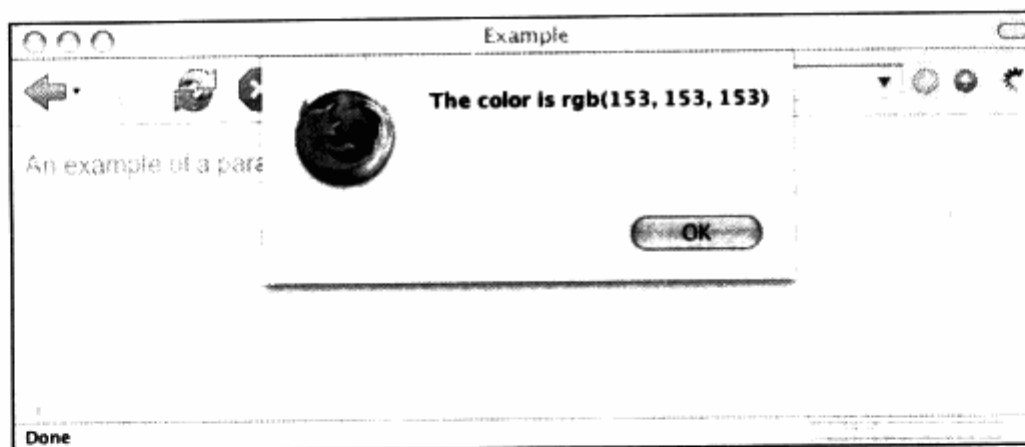 Example
The color is rgb(153, 153, 153)
An example of a para
OK
Done